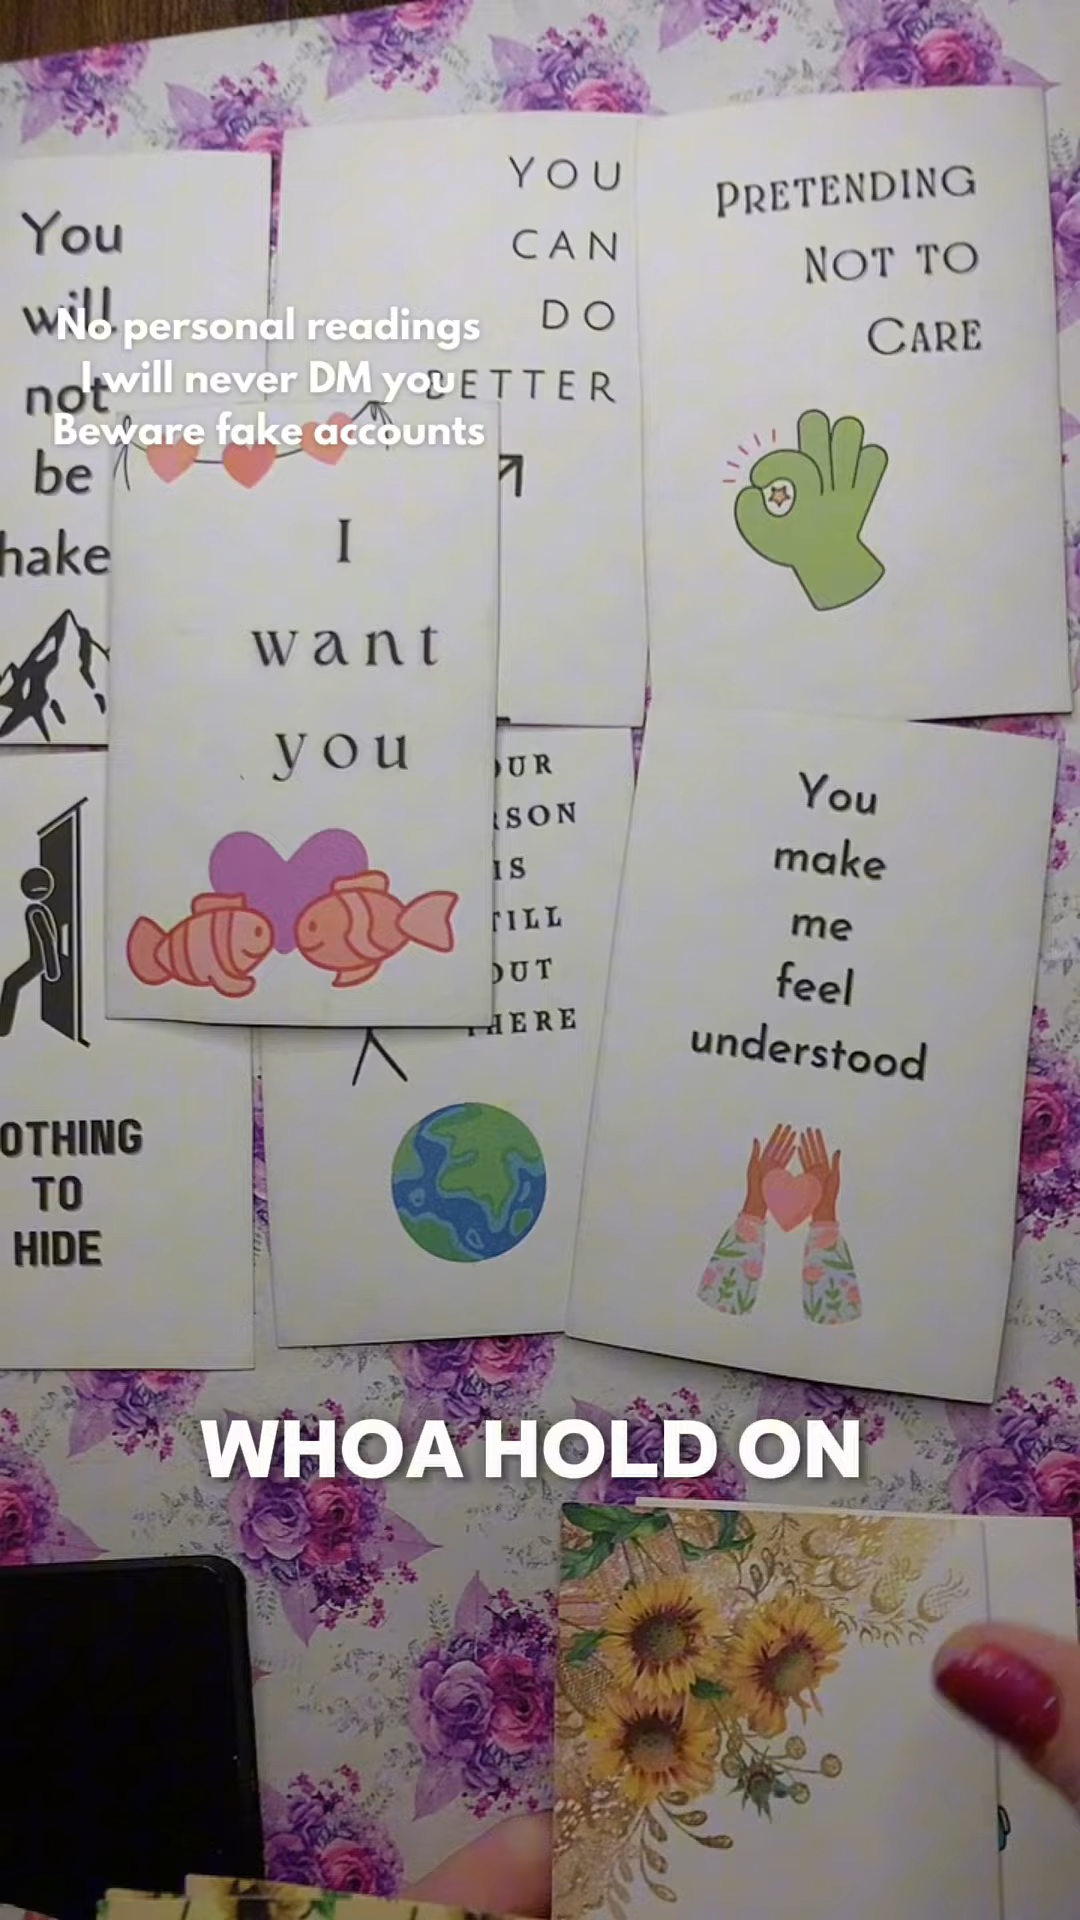 You
will
not
be
hake
No personal readings
I will never DM you
Beware fake accounts
YOU
CAN
DO
BETTER
PRETENDING
NOT TO
CARE
I
want
you
OTHING
TO
HIDE
OUR
SON
IS
TILL
OUT
HERE
You
make
me
feel
understood
WHOA HOLD ON